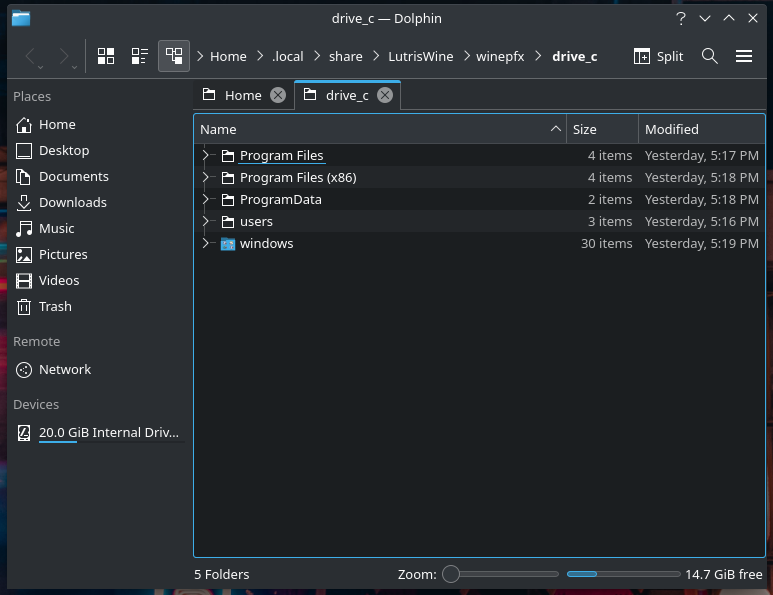 drive_c — Dolphin
Home > .local > share > LutrisWine > winepfx > drive_c Split
Places
Home
Desktop
Documents
Downloads
Music
Pictures
Videos
Trash
Remote
Network
Devices
20.0 GiB Internal Driv...
Home drive_c
Name Size Modified
Program Files 4 items Yesterday, 5:17 PM
Program Files (x86) 4 items Yesterday, 5:18 PM
ProgramData 2 items Yesterday, 5:18 PM
users 3 items Yesterday, 5:16 PM
windows 30 items Yesterday, 5:19 PM
5 Folders Zoom: 14.7 GiB free